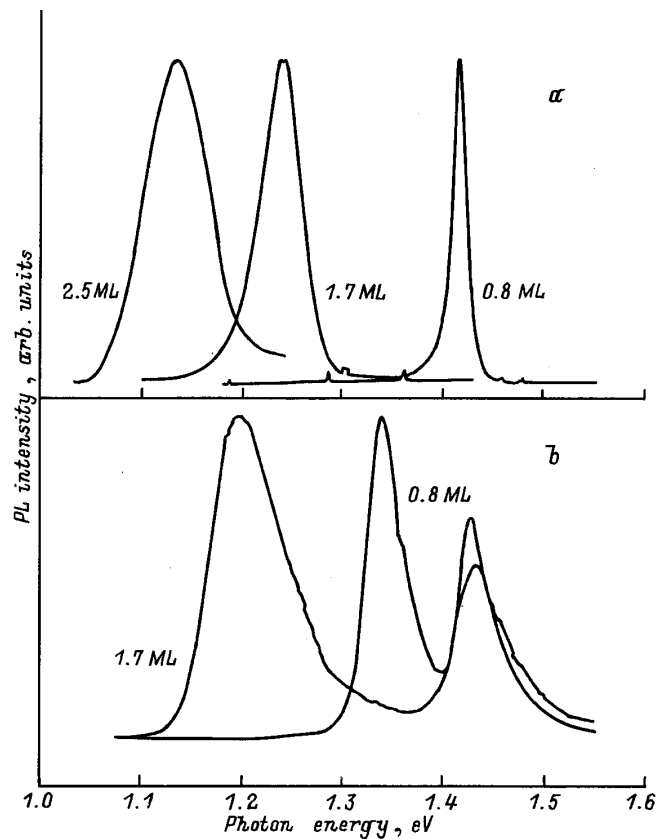 a
2.5 ML
1.7 ML
0.8 ML
PL intensity, arb. units
b
0.8 ML
1.7 ML
1.0 1.1 1.2 1.3 1.4 1.5 1.6
Photon energy, eV